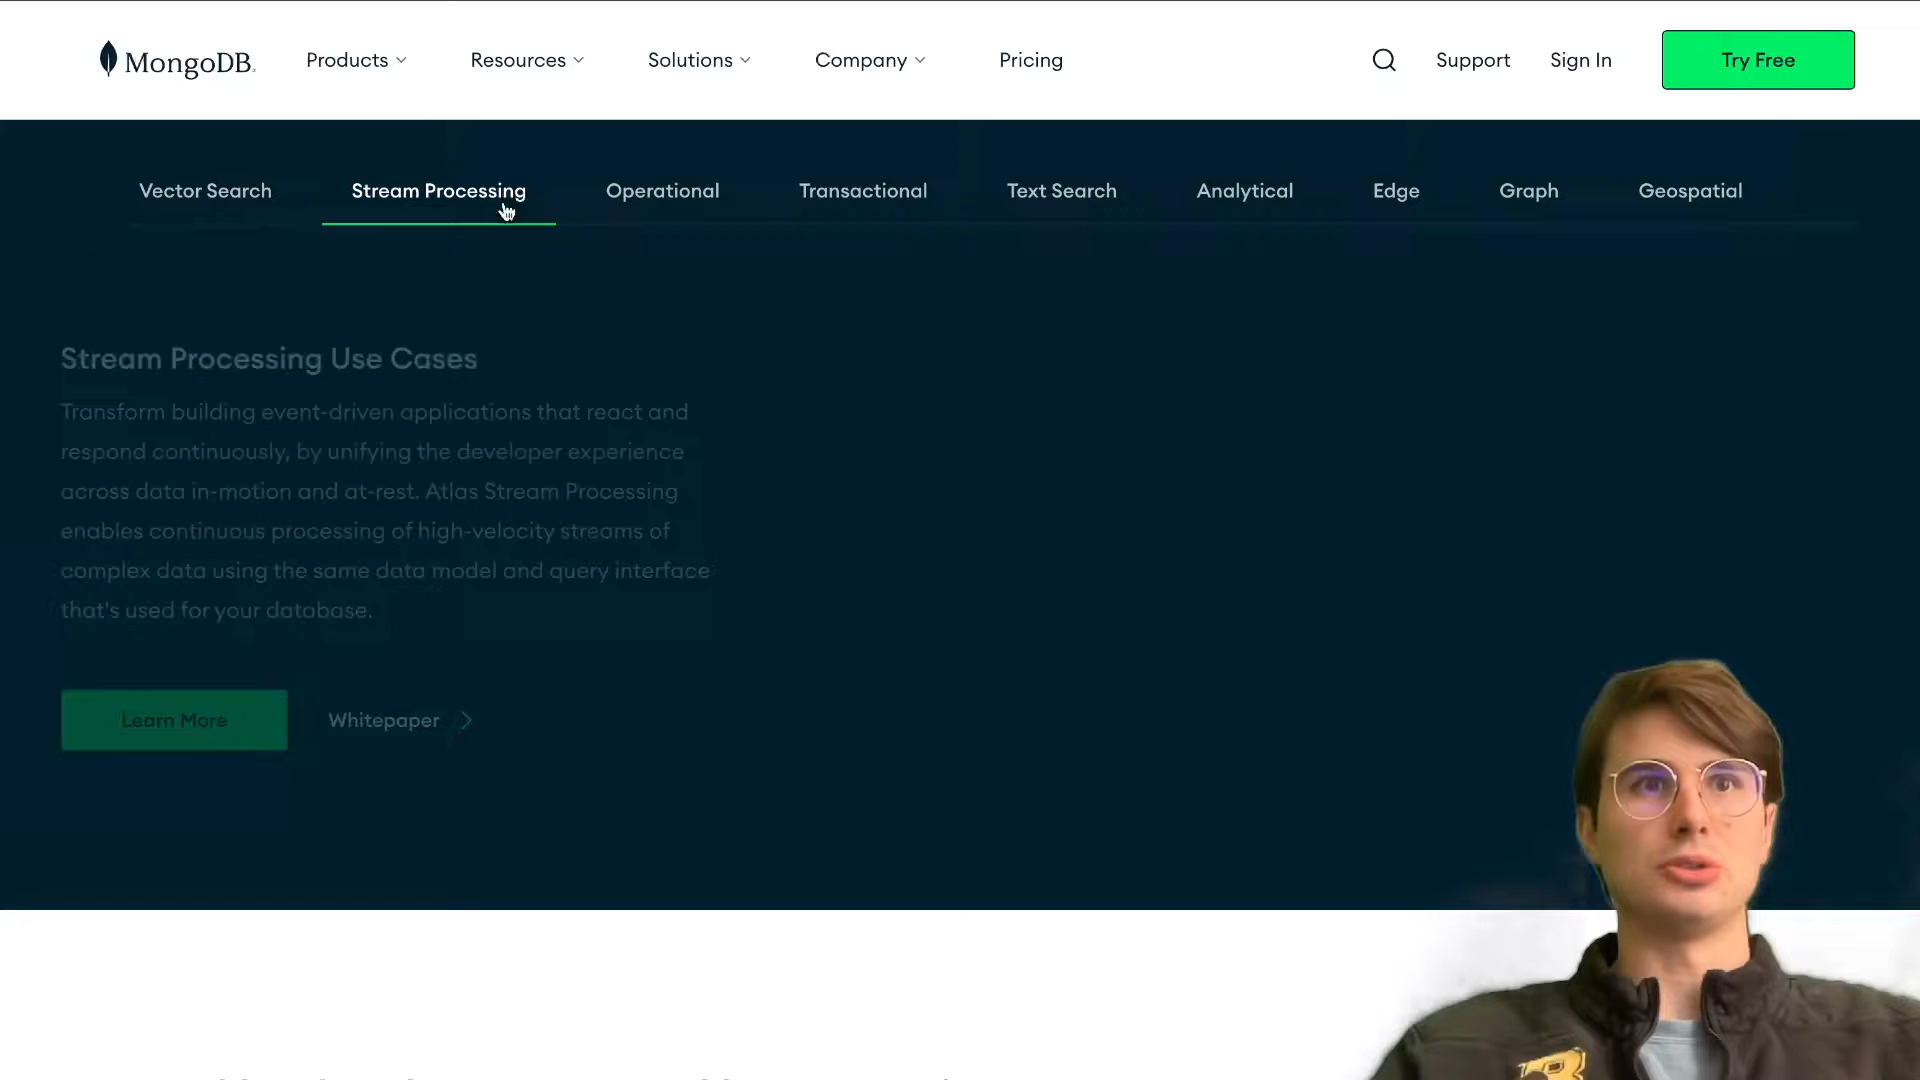 MongoDB.
Products
Resources
Solutions
Company
Pricing
Support
Sign In
Try Free
Vector Search
Stream Processing
Operational
Transactional
Text Search
Analytical
Edge
Graph
Geospatial
Stream Processing Use Cases
Transform building event-driven applications that react and
respond continuously, by unifying the developer experience
across data in-motion and at-rest. Atlas Stream Processing
enables continuous processing of high-velocity streams of
complex data using the same data model and query interface
that's used for your database.
Learn More
Whitepaper